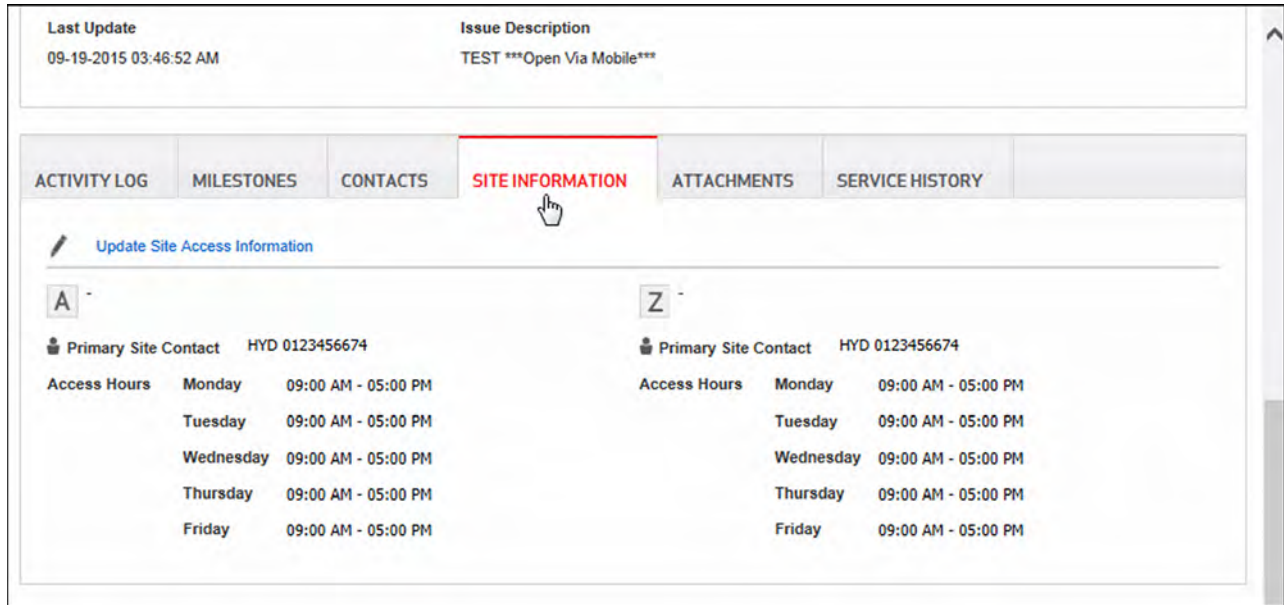 Last Update
09-19-2015 03:46:52 AM
Issue Description
TEST ***Open Via Mobile***
ACTIVITY LOG MILESTONES CONTACTS SITE INFORMATION ATTACHMENTS SERVICE HISTORY
Update Site Access Information
A -
Primary Site Contact HYD 0123456674
Access Hours Monday 09:00 AM - 05:00 PM
Tuesday 09:00 AM - 05:00 PM
Wednesday 09:00 AM - 05:00 PM
Thursday 09:00 AM - 05:00 PM
Friday 09:00 AM - 05:00 PM
Z -
Primary Site Contact HYD 0123456674
Access Hours Monday 09:00 AM - 05:00 PM
Tuesday 09:00 AM - 05:00 PM
Wednesday 09:00 AM - 05:00 PM
Thursday 09:00 AM - 05:00 PM
Friday 09:00 AM - 05:00 PM